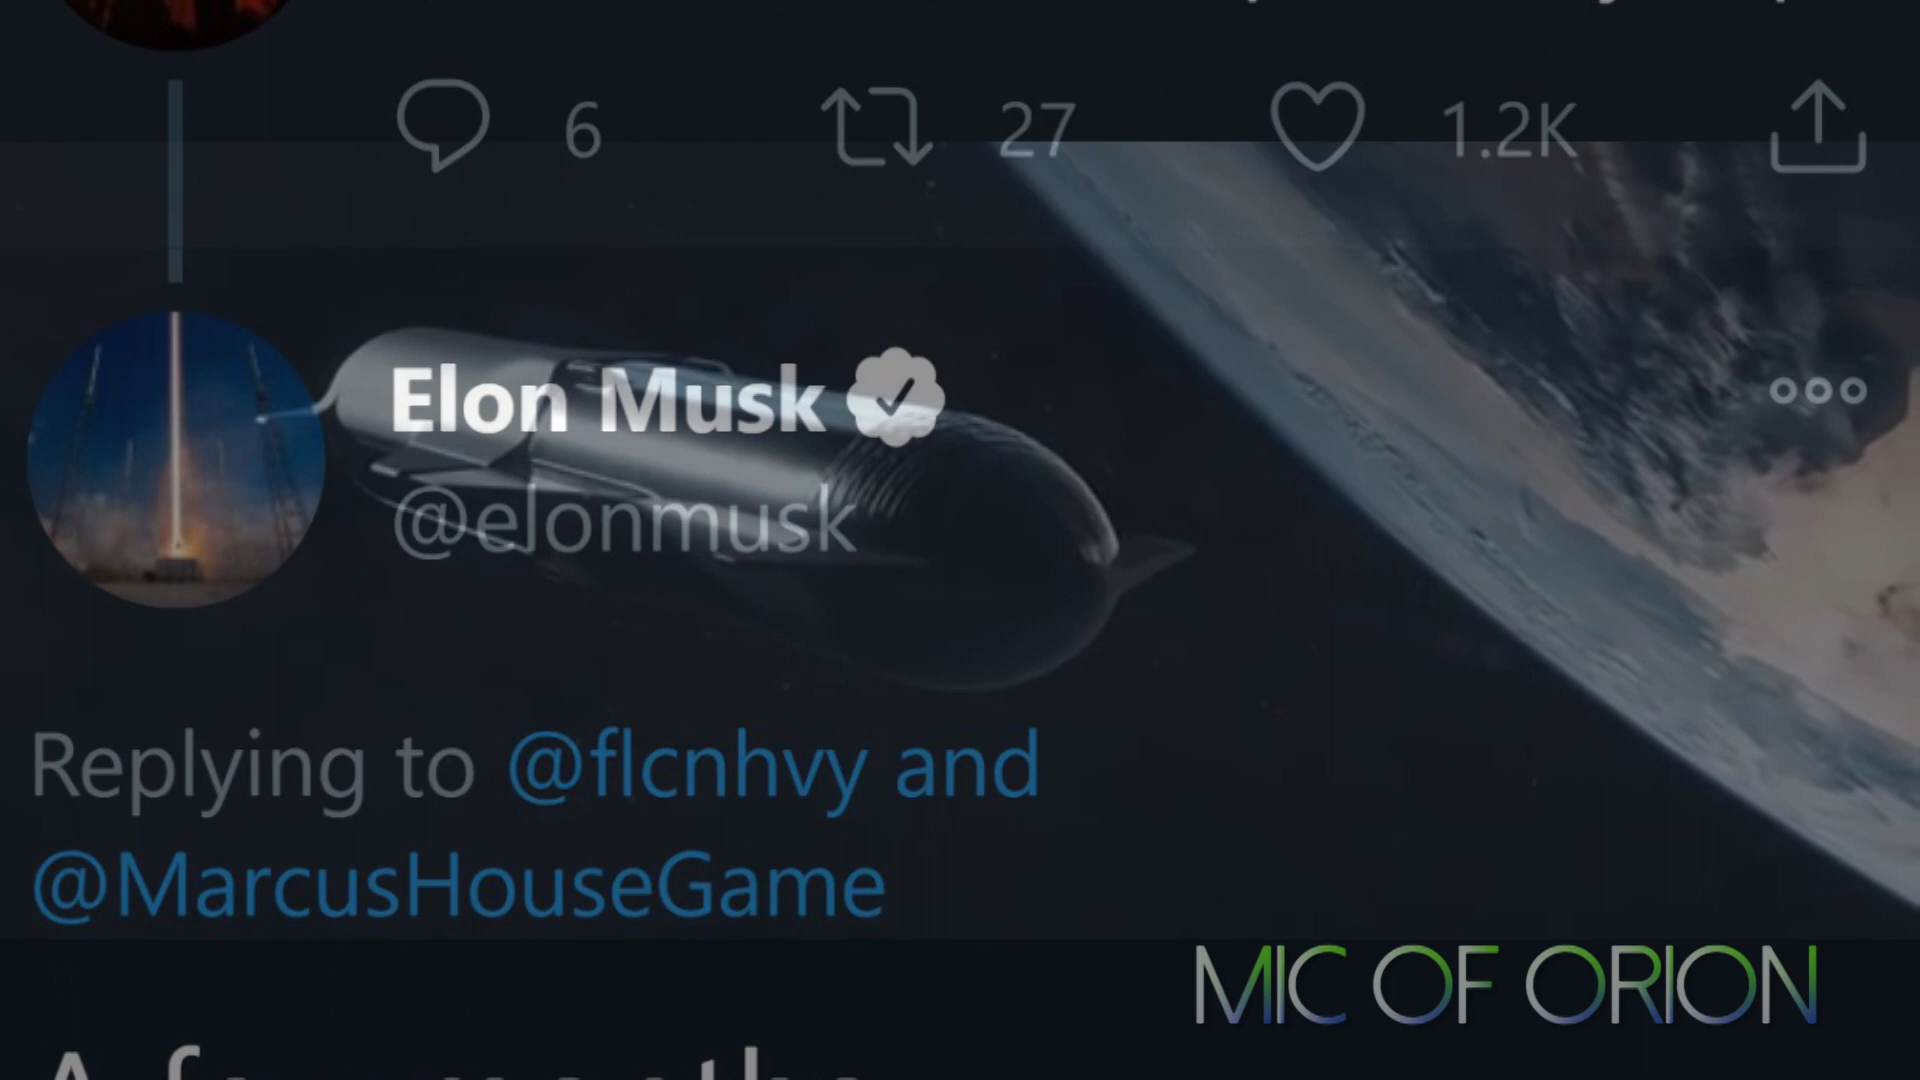 6 27 1.2K
Elon Musk
@elonmusk
Replying to @flcnhvy and
@MarcusHouseGame
MIC OF ORION